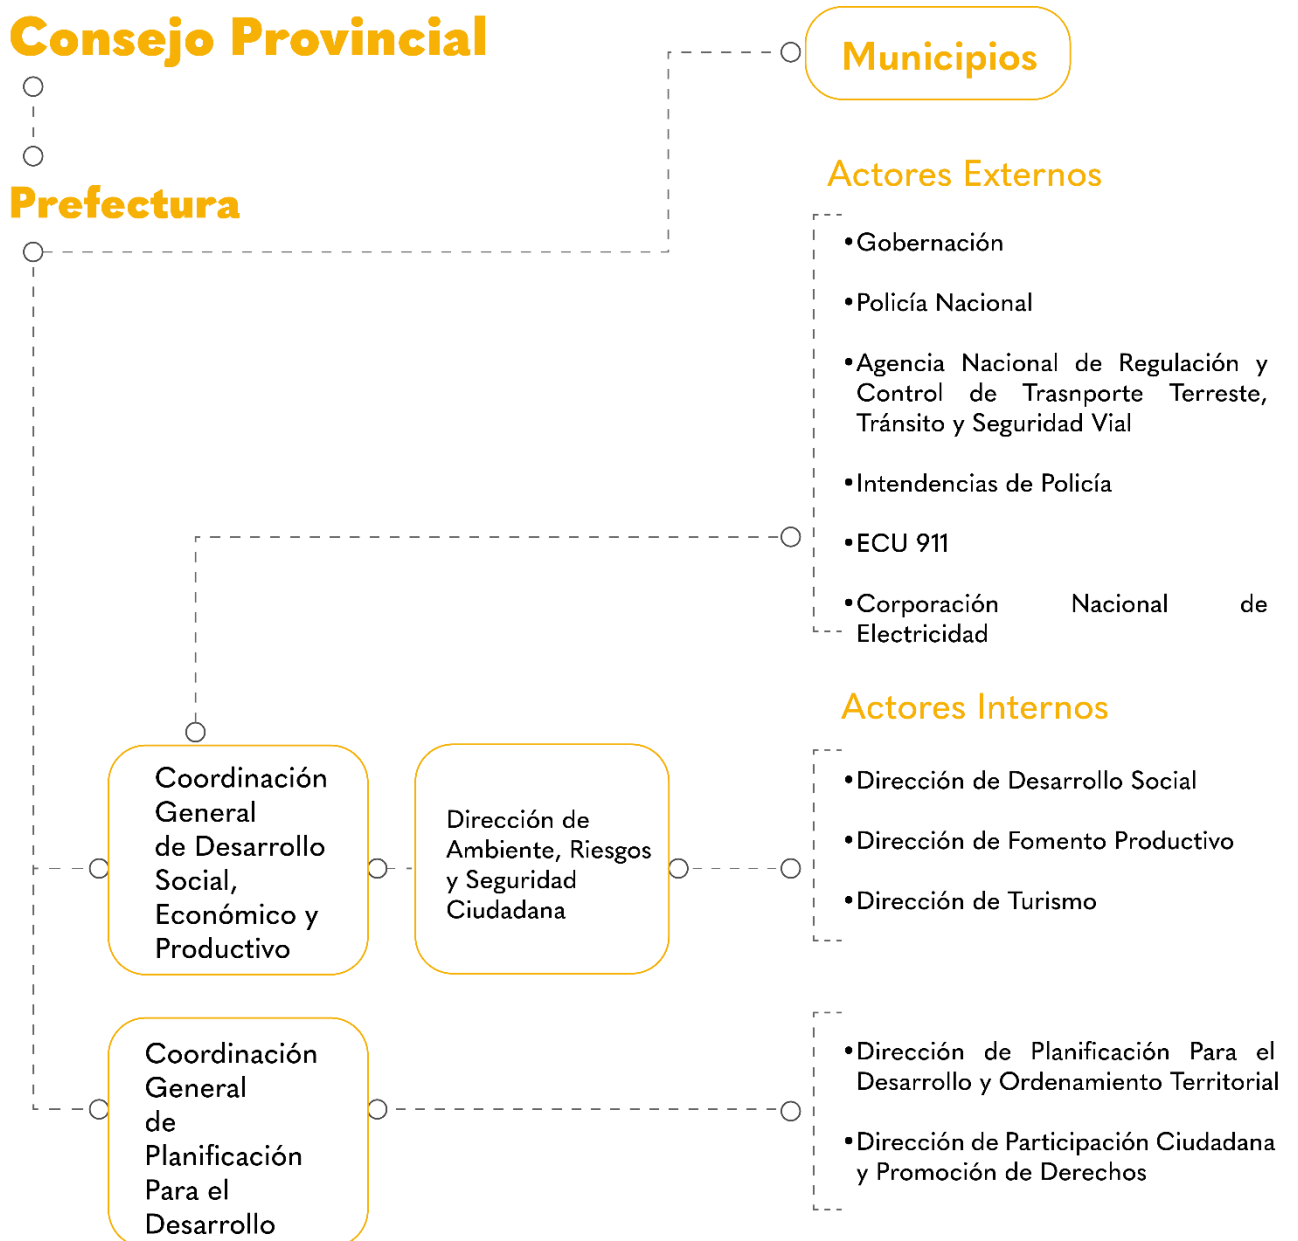 Consejo Provincial
Municipios
Prefectura
Actores Externos
•Gobernación
•Policía Nacional
•Agencia Nacional de Regulación y
Control de Trasnporte Terreste,
Tránsito y Seguridad Vial
•Intendencias de Policía
•ECU 911
•Corporación Nacional de
Electricidad
Actores Internos
Coordinación
General
de Desarrollo
Social,
Económico y
Productivo
Dirección de
Ambiente, Riesgos
y Seguridad
Ciudadana
•Dirección de Desarrollo Social
•Dirección de Fomento Productivo
•Dirección de Turismo
Coordinación
General
de
Planificación
Para el
Desarrollo
•Dirección de Planificación Para el
Desarrollo y Ordenamiento Territorial
•Dirección de Participación Ciudadana
y Promoción de Derechos